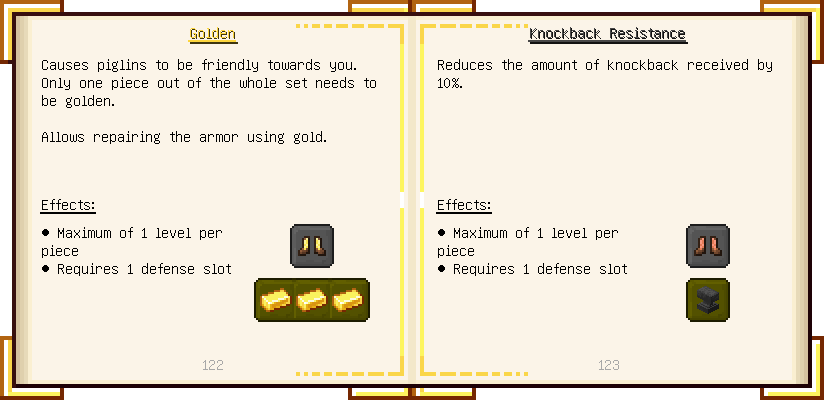 Golden
Causes piglins to be friendly towards you.
Only one piece out of the whole set needs to
be golden.
Allows repairing the armor using gold.
Effects:
● Maximum of 1 level per
piece
● Requires 1 defense slot
122
Knockback Resistance
Reduces the amount of knockback received by
10%.
Effects:
● Maximum of 1 level per
piece
● Requires 1 defense slot
123